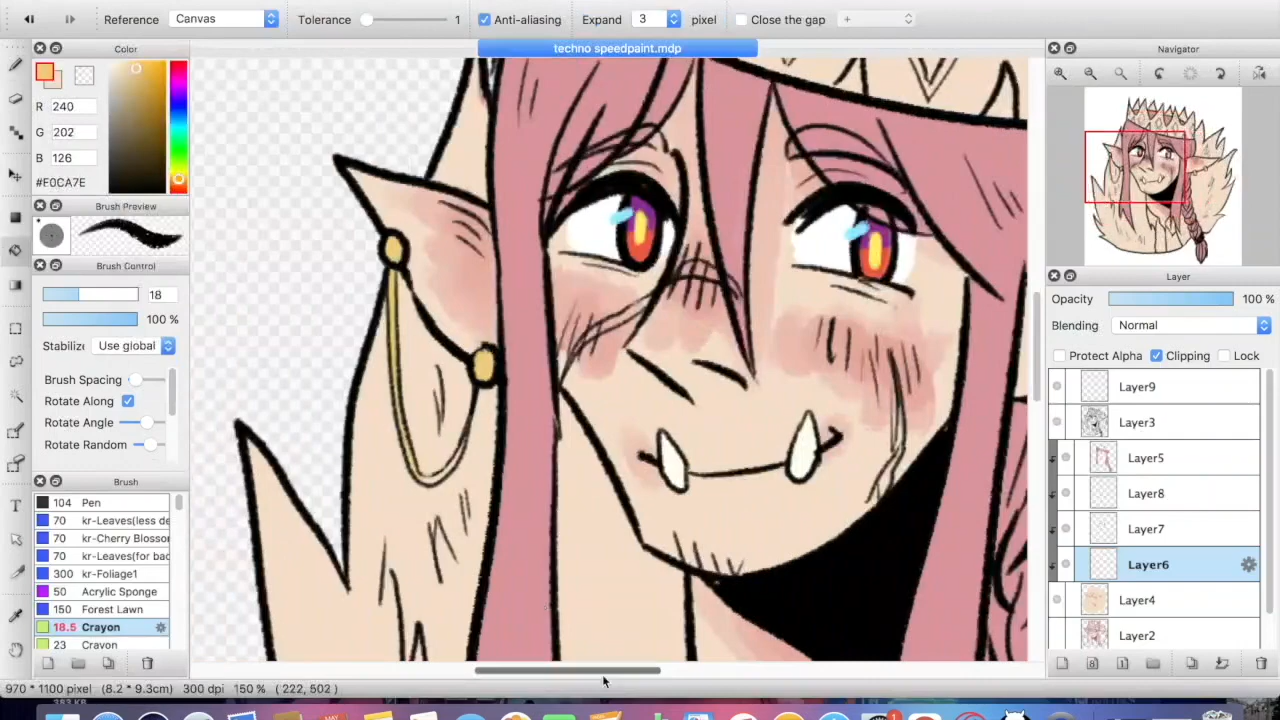 Reference Canvas Tolerance 1 Anti-aliasing Expand 3 pixel Close the gap +
techno speedpaint.mdp
Color
R 240
G 202
B 126
#F0CA7E
Brush Preview
Brush Control
18
100 %
Stabiliz Use global
Brush Spacing
Rotate Along
Rotate Angle
Rotate Random
Brush
104 Pen
70 kr-Leaves(less de
70 kr-Cherry Blossom
70 kr-Leaves(for bac
300 kr-Foliage1
50 Acrylic Sponge
150 Forest Lawn
18.5 Crayon
23 Crayon
Navigator
Layer
Opacity 100 %
Blending Normal
Protect Alpha Clipping Lock
Layer9
Layer3
Layer5
Layer8
Layer7
Layer6
Layer4
Layer2
970 * 1100 pixel (8.2 * 9.3cm) 300 dpi 150 % ( 222, 502 )